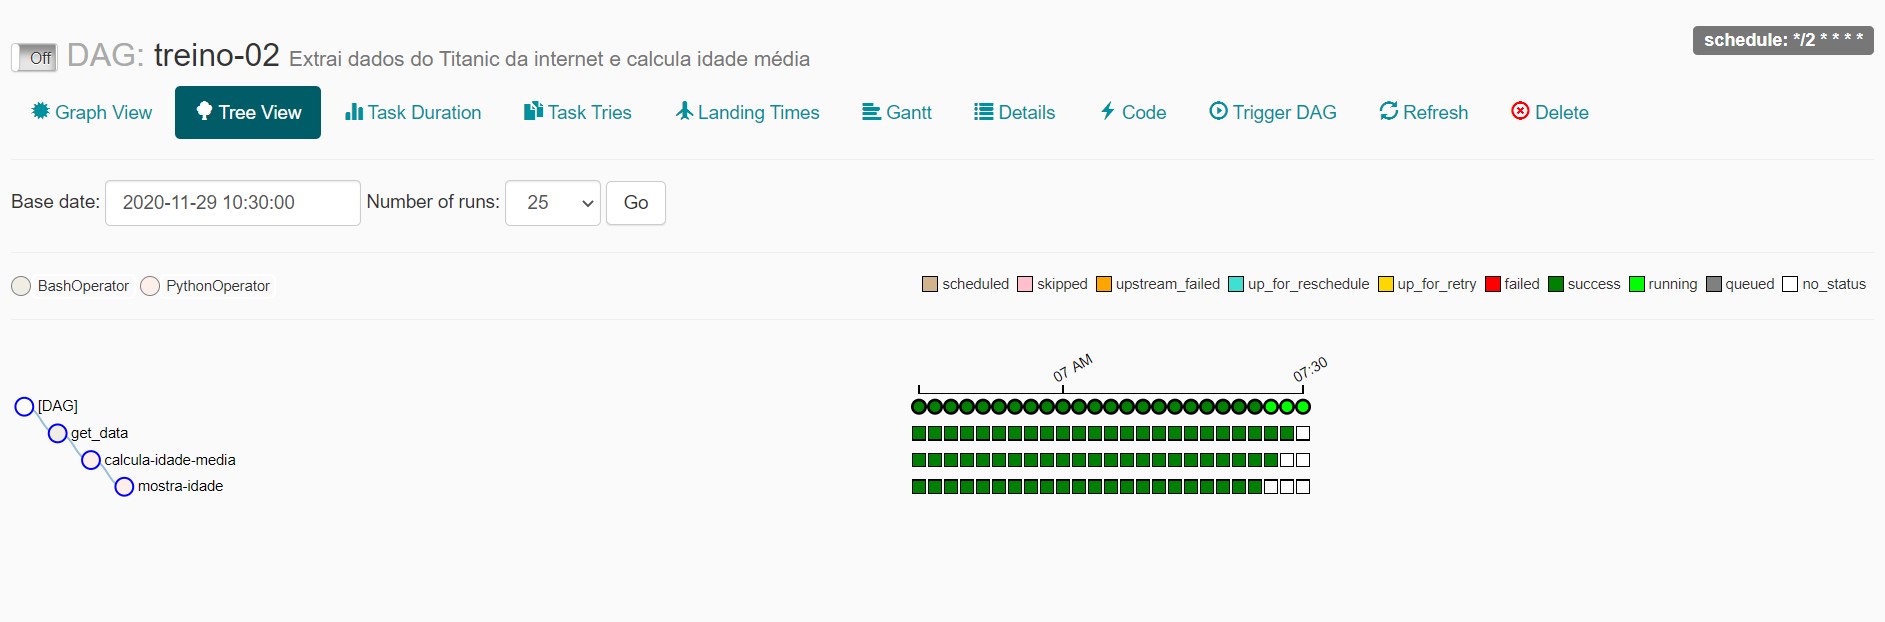 schedule: */2 * * * *
Off DAG: treino-02 Extrai dados do Titanic da internet e calcula idade média
Graph View Tree View Task Duration Task Tries Landing Times Gantt Details Code Trigger DAG Refresh Delete
Base date: 2020-11-29 10:30:00 Number of runs: 25 Go
BashOperator PythonOperator scheduled skipped upstream_failed up_for_reschedule up_for_retry failed success running queued no_status
07 AM 07:30
[DAG]
get_data
calcula-idade-media
mostra-idade